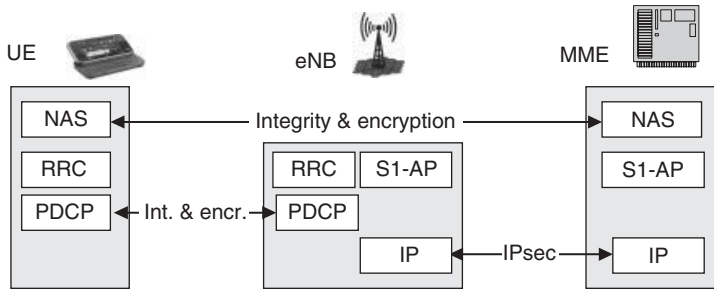 UE
eNB
MME
NAS
Integrity & encryption
NAS
RRC
RRC
S1-AP
S1-AP
PDCP
Int. & encr.
PDCP
IP
IPsec
IP